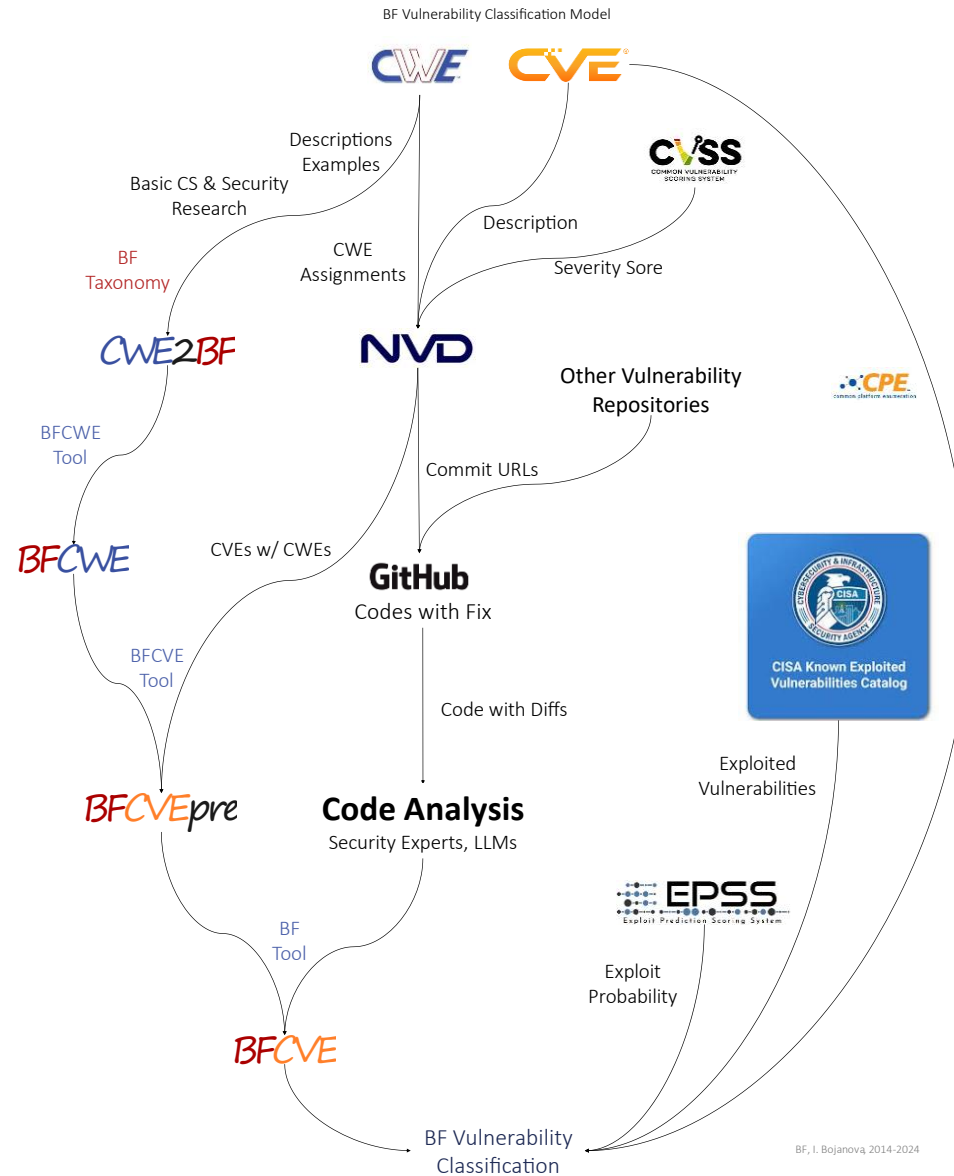 BF Vulnerability Classification Model
CWE
CVE
CVSS
COMMON VULNERABILITY
SCORING SYSTEM
Descriptions
Examples
Basic CS & Security
Research
Description
CWE
Assignments
Severity Sore
BF
Taxonomy
CWE2BF
NVD
Other Vulnerability
Repositories
CPE
common platform enumeration
BFCWE
Tool
Commit URLs
BFCWE
CVEs w/ CWEs
GitHub
Codes with Fix
CYBERSECURITY & INFRASTRUCTURE
SECURITY AGENCY
CISA
CISA Known Exploited
Vulnerabilities Catalog
BFCVE
Tool
Code with Diffs
Exploited
Vulnerabilities
BFCVEpre
Code Analysis
Security Experts, LLMs
EPSS
Exploit Prediction Scoring System
BF
Tool
Exploit
Probability
BFCVE
BF Vulnerability
Classification
BF, I. Bojanova, 2014-2024